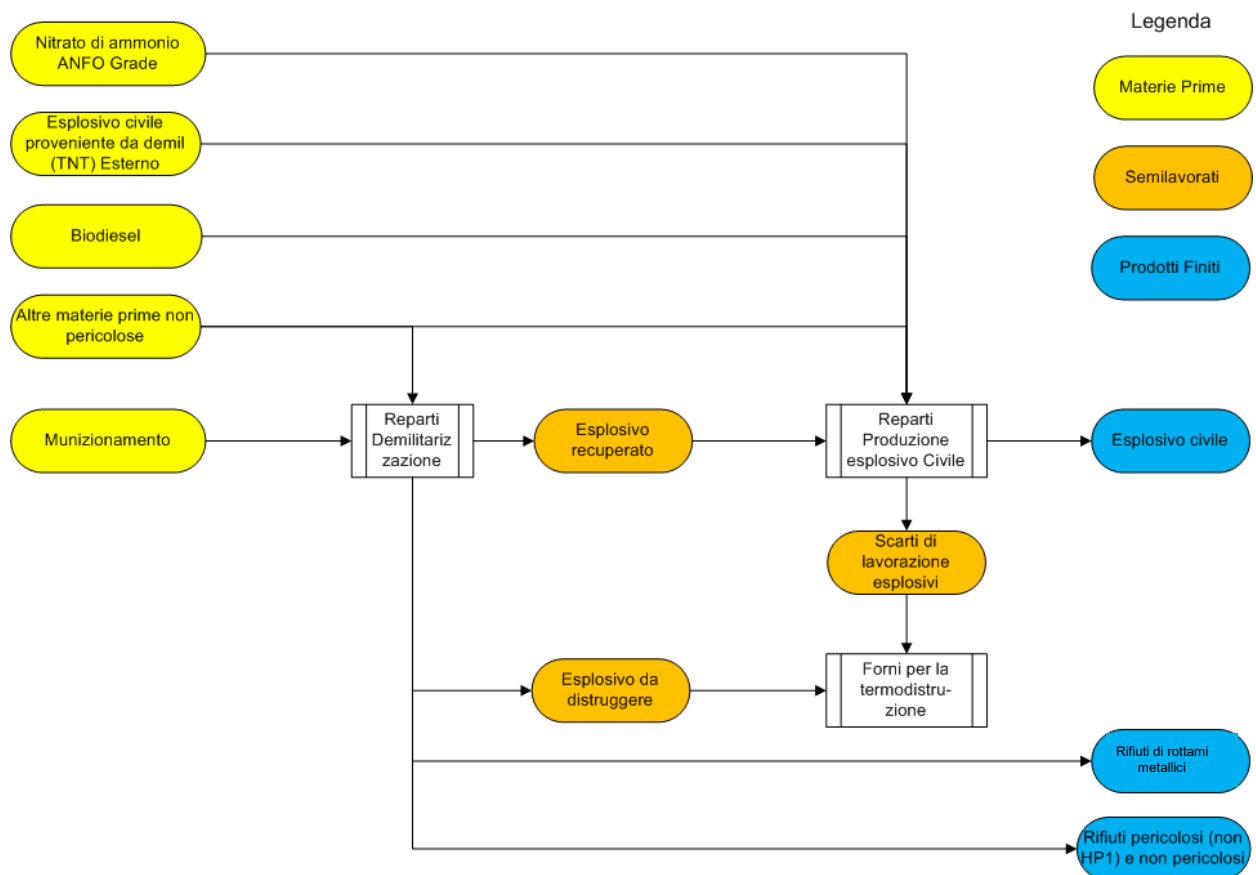 Legenda
Nitrato di ammonio
ANFO Grade
Materie Prime
Esplosivo civile
proveniente da demil
(TNT) Esterno
Semilavorati
Biodiesel
Prodotti Finiti
Altre materie prime non
pericolose
Munizionamento
Reparti
Demilitariz
zazione
Esplosivo
recuperato
Reparti
Produzione
esplosivo Civile
Esplosivo civile
Scarti di
lavorazione
esplosivi
Esplosivo da
distruggere
Forni per la
termodistru-
zione
Rifiuti di rottami
metallici
Rifiuti pericolosi (non
HP1) e non pericolosi